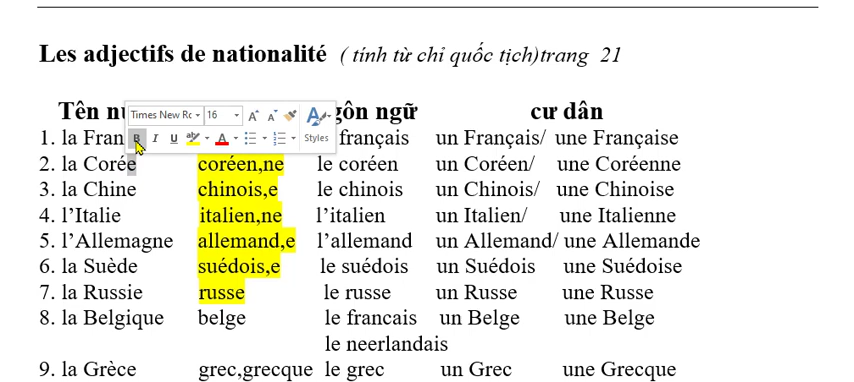 Les adjectifs de nationalité ( tính từ chỉ quốc tịch)trang 21
Times New Rc 16
Tên gôn ngữ cư dân
B I U ab A Styles
1. la Fran français un Français/ une Française
2. la Corée coréen,ne le coréen un Coréen/ une Coréenne
3. la Chine chinois,e le chinois un Chinois/ une Chinoise
4. l’Italie italien,ne l’italien un Italien/ une Italienne
5. l’Allemagne allemand,e l’allemand un Allemand/ une Allemande
6. la Suède suédois,e le suédois un Suédois une Suédoise
7. la Russie russe le russe un Russe une Russe
8. la Belgique belge le francais un Belge une Belge
le neerlandais
9. la Grèce grec,grecque le grec un Grec une Grecque